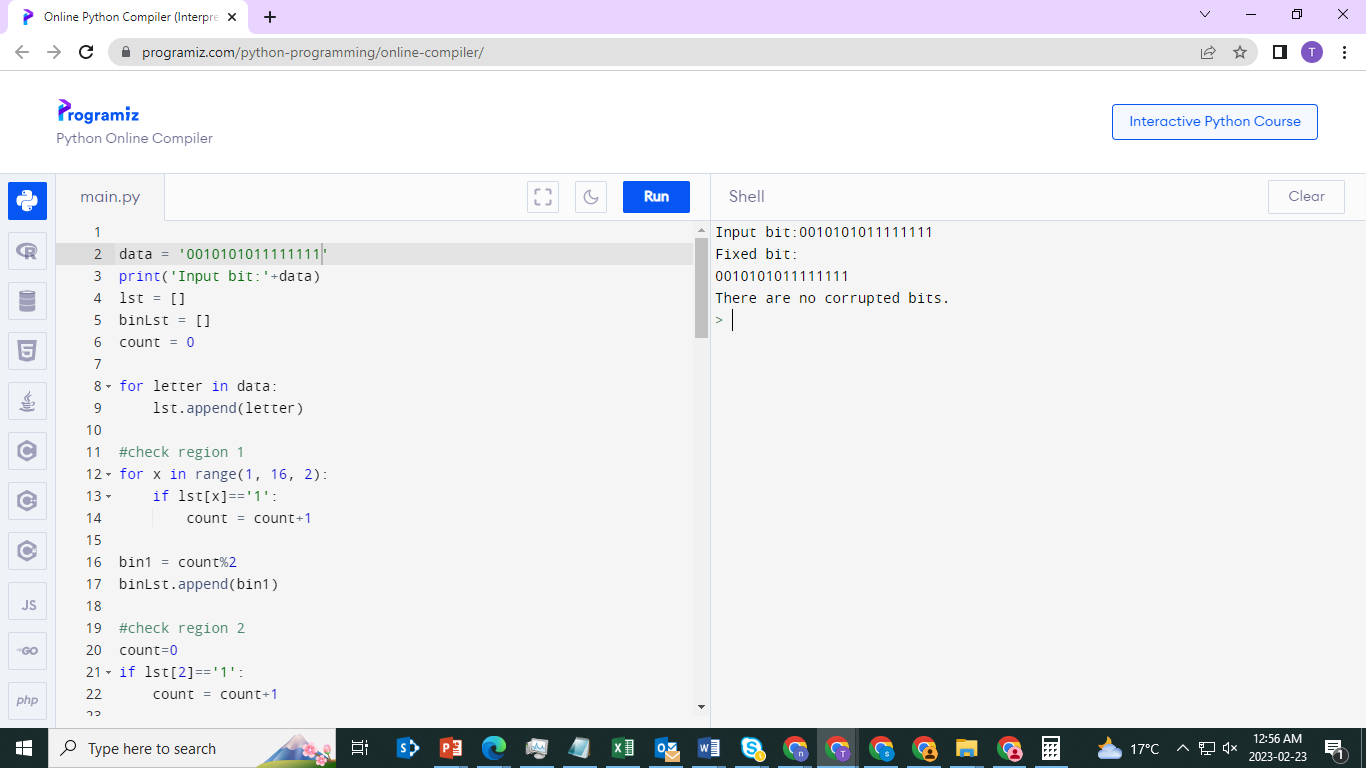 Online Python Compiler (Interpre
programiz.com/python-programming/online-compiler/
T
Programiz
Python Online Compiler
Interactive Python Course
main.py
Run
Shell
Clear
1
2 data = '0010101011111111'
3 print('Input bit:'+data)
4 lst = []
5 binLst = []
6 count = 0
7
8 for letter in data:
9 lst.append(letter)
10
11 #check region 1
12 for x in range(1, 16, 2):
13 if lst[x]=='1':
14 count = count+1
15
16 bin1 = count%2
17 binLst.append(bin1)
18
19 #check region 2
20 count=0
21 if lst[2]=='1':
22 count = count+1
23
Input bit:0010101011111111
Fixed bit:
0010101011111111
There are no corrupted bits.
>
R
5
C
C
C
JS
GO
php
Type here to search
S
P
X
O
W
S
n
T
s
17°C
12:56 AM
2023-02-23
1